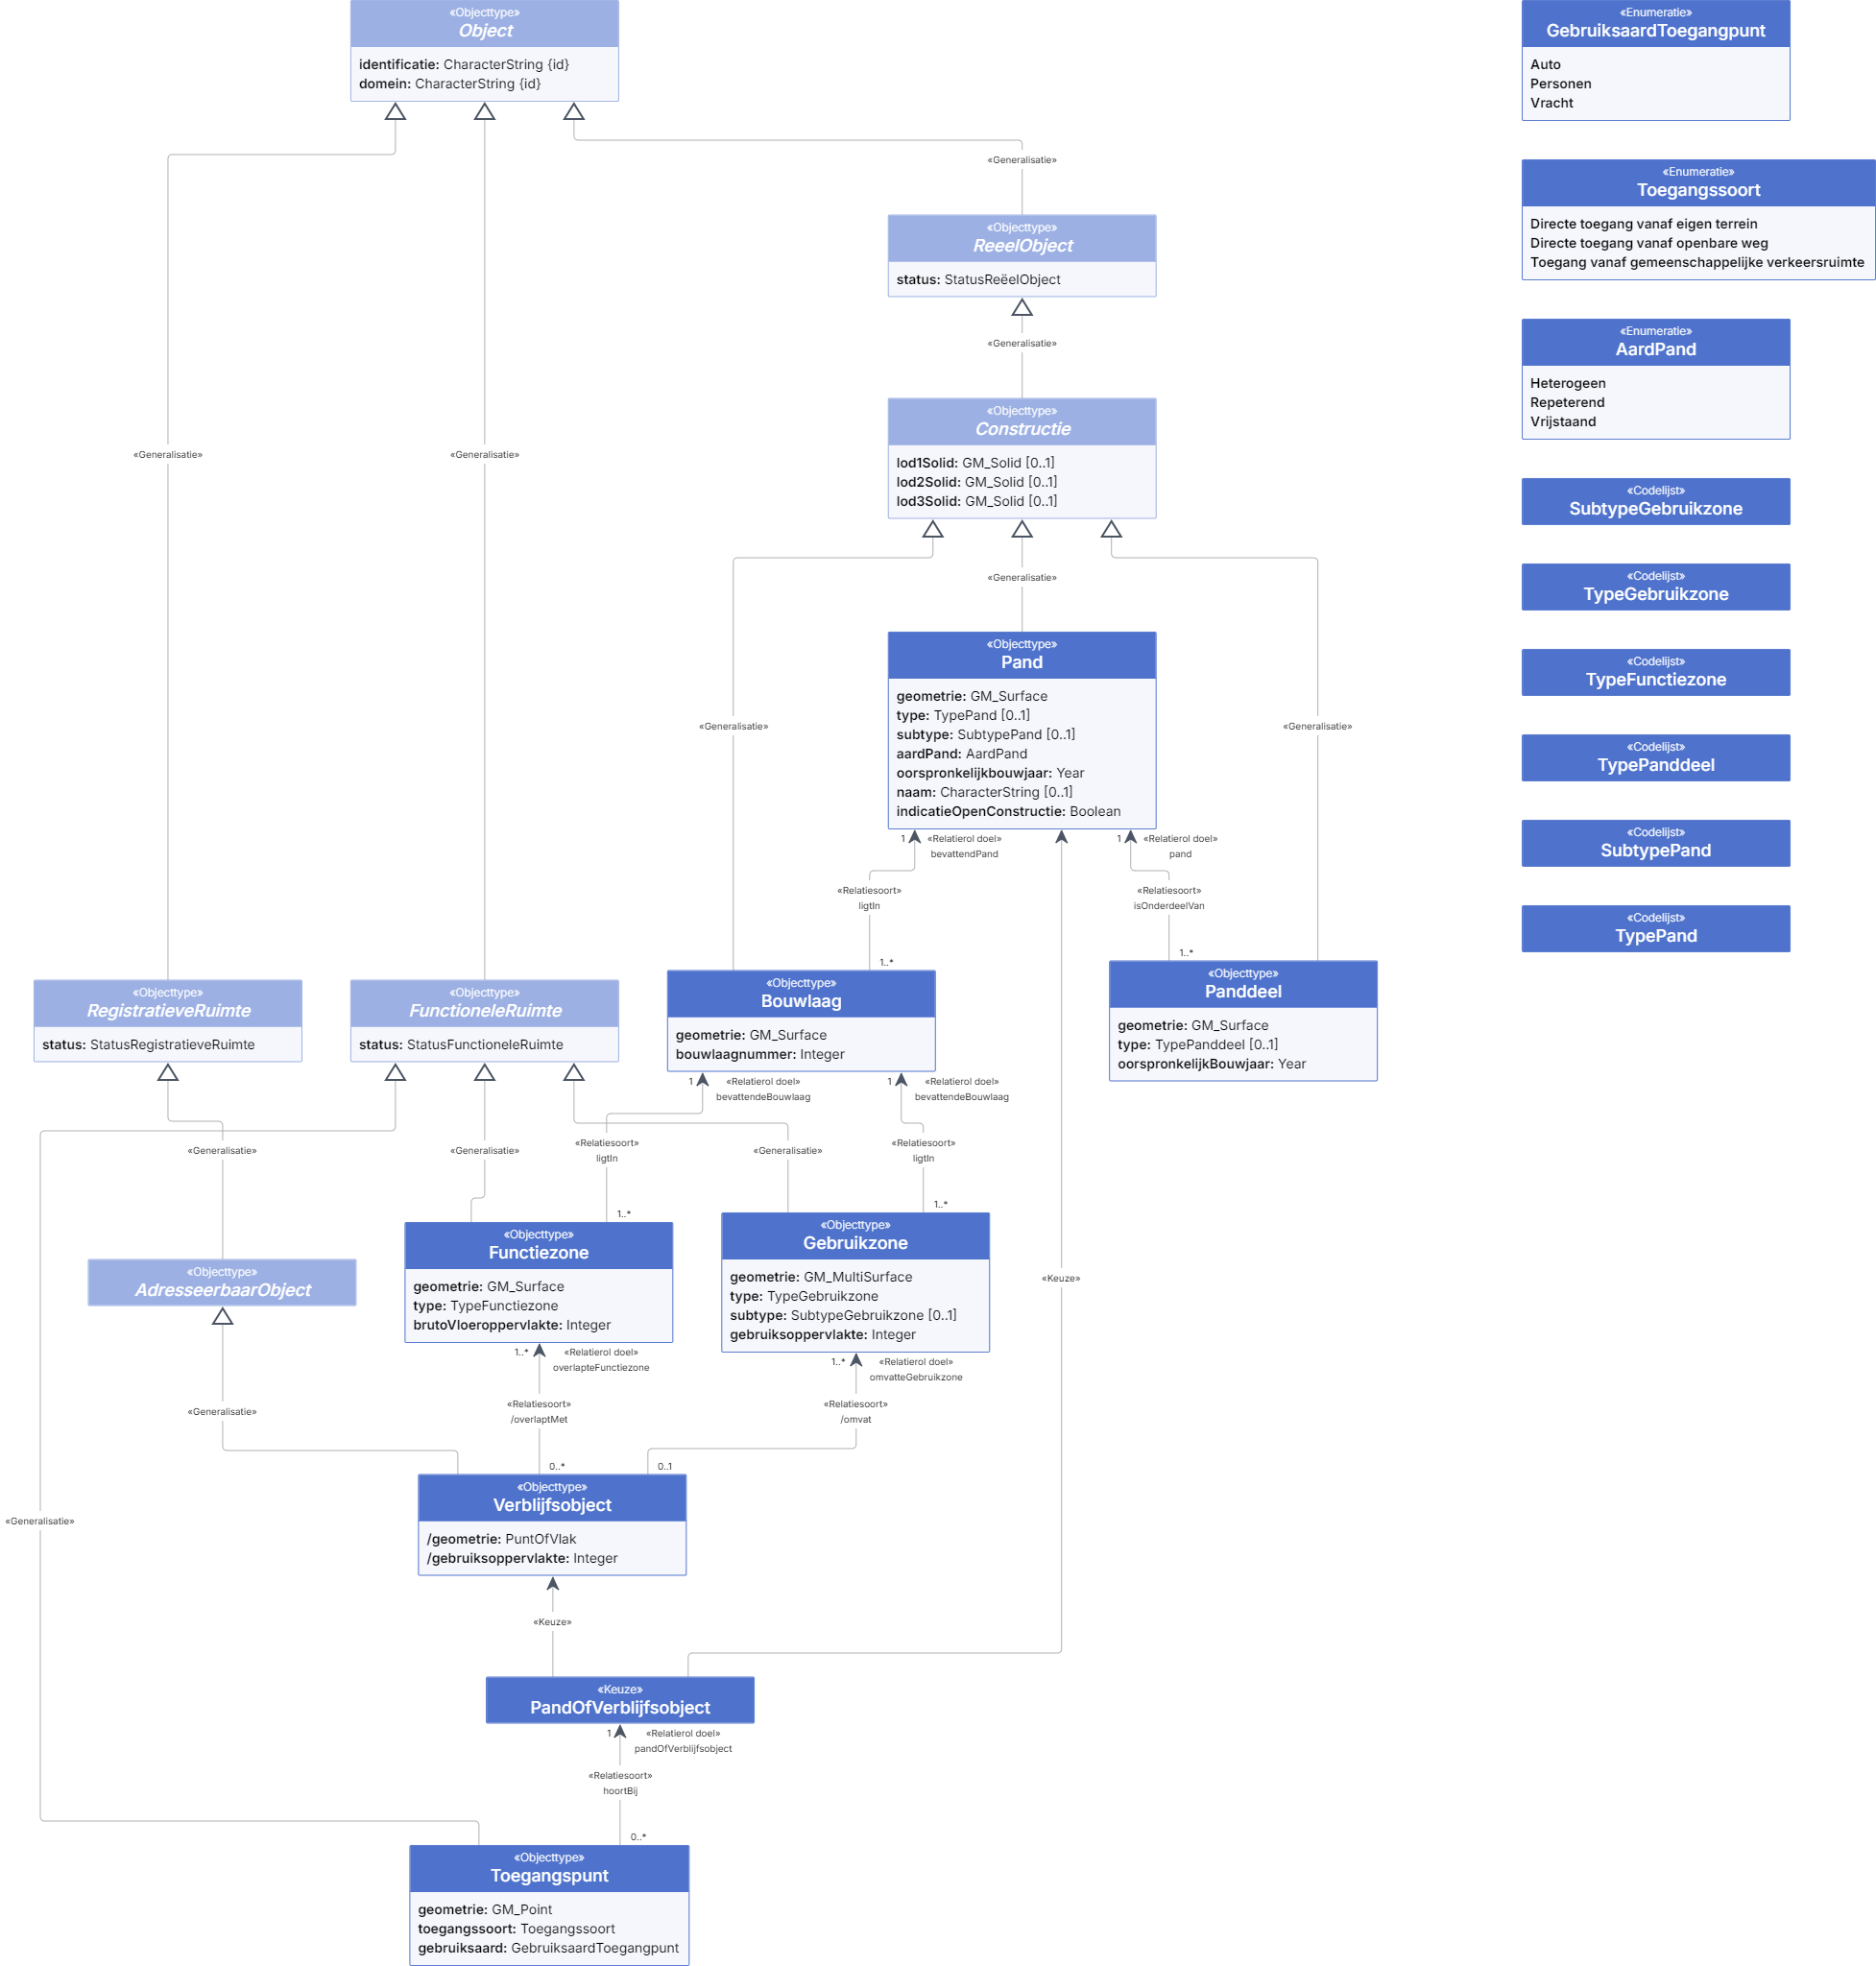 «Objecttype»
Object
identificatie: CharacterString {id}
domein: CharacterString {id}
«Enumeratie»
GebruiksaardToegangpunt
Auto
Personen
Vracht
«Generalisatie»
«Enumeratie»
Toegangssoort
Directe toegang vanaf eigen terrein
Directe toegang vanaf openbare weg
Toegang vanaf gemeenschappelijke verkeersruimte
«Objecttype»
ReeelObject
status: StatusReëelObject
«Generalisatie»
«Enumeratie»
AardPand
Heterogeen
Repeterend
Vrijstaand
«Objecttype»
Constructie
lod1Solid: GM_Solid [0..1]
lod2Solid: GM_Solid [0..1]
lod3Solid: GM_Solid [0..1]
«Generalisatie»
«Generalisatie»
«Codelijst»
SubtypeGebruikzone
«Generalisatie»
«Codelijst»
TypeGebruikzone
«Objecttype»
Pand
geometrie: GM_Surface
type: TypePand [0..1]
subtype: SubtypePand [0..1]
aardPand: AardPand
oorspronkelijkbouwjaar: Year
naam: CharacterString [0..1]
indicatieOpenConstructie: Boolean
«Codelijst»
TypeFunctiezone
«Generalisatie»
«Generalisatie»
«Codelijst»
TypePanddeel
1
«Relatierol doel»
bevattendPand
1
«Relatierol doel»
pand
«Codelijst»
SubtypePand
«Relatiesoort»
ligtIn
«Relatiesoort»
isOnderdeelVan
«Codelijst»
TypePand
1..*
1..*
«Objecttype»
RegistratieveRuimte
status: StatusRegistratieveRuimte
«Objecttype»
FunctioneleRuimte
status: StatusFunctioneleRuimte
«Objecttype»
Bouwlaag
geometrie: GM_Surface
bouwlaagnummer: Integer
«Objecttype»
Panddeel
geometrie: GM_Surface
type: TypePanddeel [0..1]
oorspronkelijkBouwjaar: Year
1
«Relatierol doel»
bevattendeBouwlaag
1
«Relatierol doel»
bevattendeBouwlaag
«Generalisatie»
«Generalisatie»
«Relatiesoort»
ligtIn
«Generalisatie»
«Relatiesoort»
ligtIn
1..*
1..*
«Objecttype»
AdresseerbaarObject
«Objecttype»
Functiezone
geometrie: GM_Surface
type: TypeFunctiezone
brutoVloeroppervlakte: Integer
«Objecttype»
Gebruikzone
geometrie: GM_MultiSurface
type: TypeGebruikzone
subtype: SubtypeGebruikzone [0..1]
gebruiksoppervlakte: Integer
«Keuze»
1..*
«Relatierol doel»
overlapteFunctiezone
1..*
«Relatierol doel»
omvatteGebruikzone
«Generalisatie»
«Relatiesoort»
/overlaptMet
«Relatiesoort»
/omvat
0..*
0..1
«Objecttype»
Verblijfsobject
/geometrie: PuntOfVlak
/gebruiksoppervlakte: Integer
«Generalisatie»
«Keuze»
«Keuze»
PandOfVerblijfsobject
1
«Relatierol doel»
pandOfVerblijfsobject
«Relatiesoort»
hoortBij
0..*
«Objecttype»
Toegangspunt
geometrie: GM_Point
toegangssoort: Toegangssoort
gebruiksaard: GebruiksaardToegangpunt